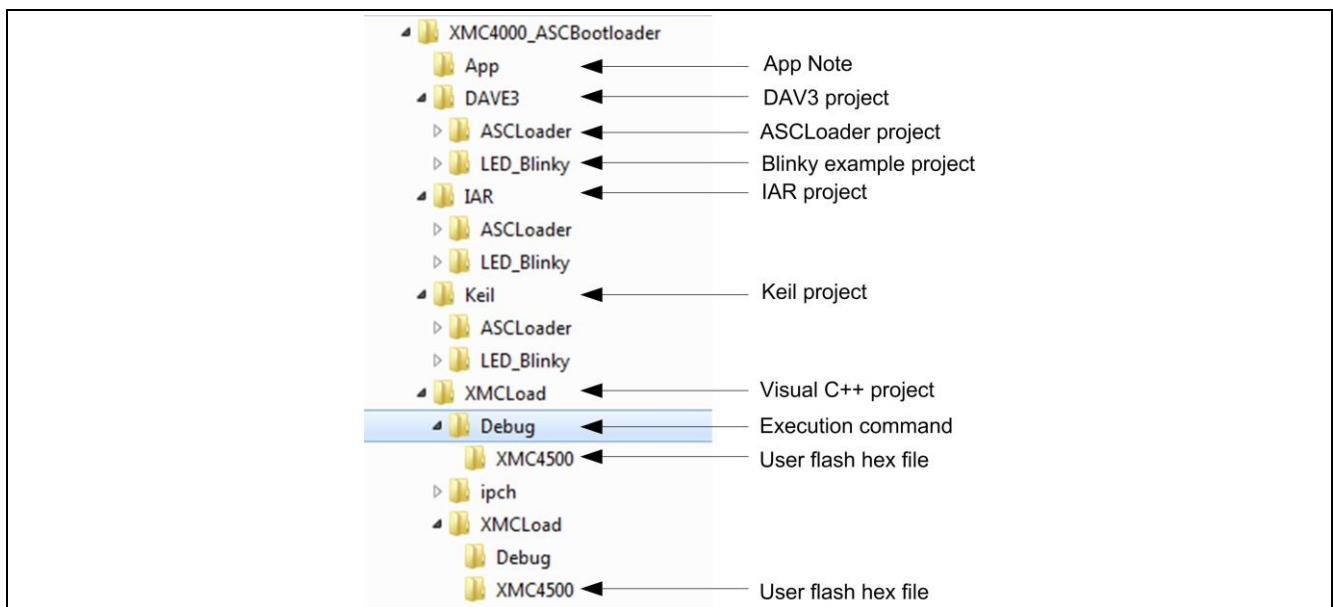 XMC4000_ASCBootloader
App App Note
DAVE3 DAV3 project
ASCLoader ASCLoader project
LED_Blinky Blinky example project
IAR IAR project
ASCLoader
LED_Blinky
Keil Keil project
ASCLoader
LED_Blinky
XMCLoad Visual C++ project
Debug Execution command
XMC4500 User flash hex file
ipch
XMCLoad
Debug
XMC4500 User flash hex file